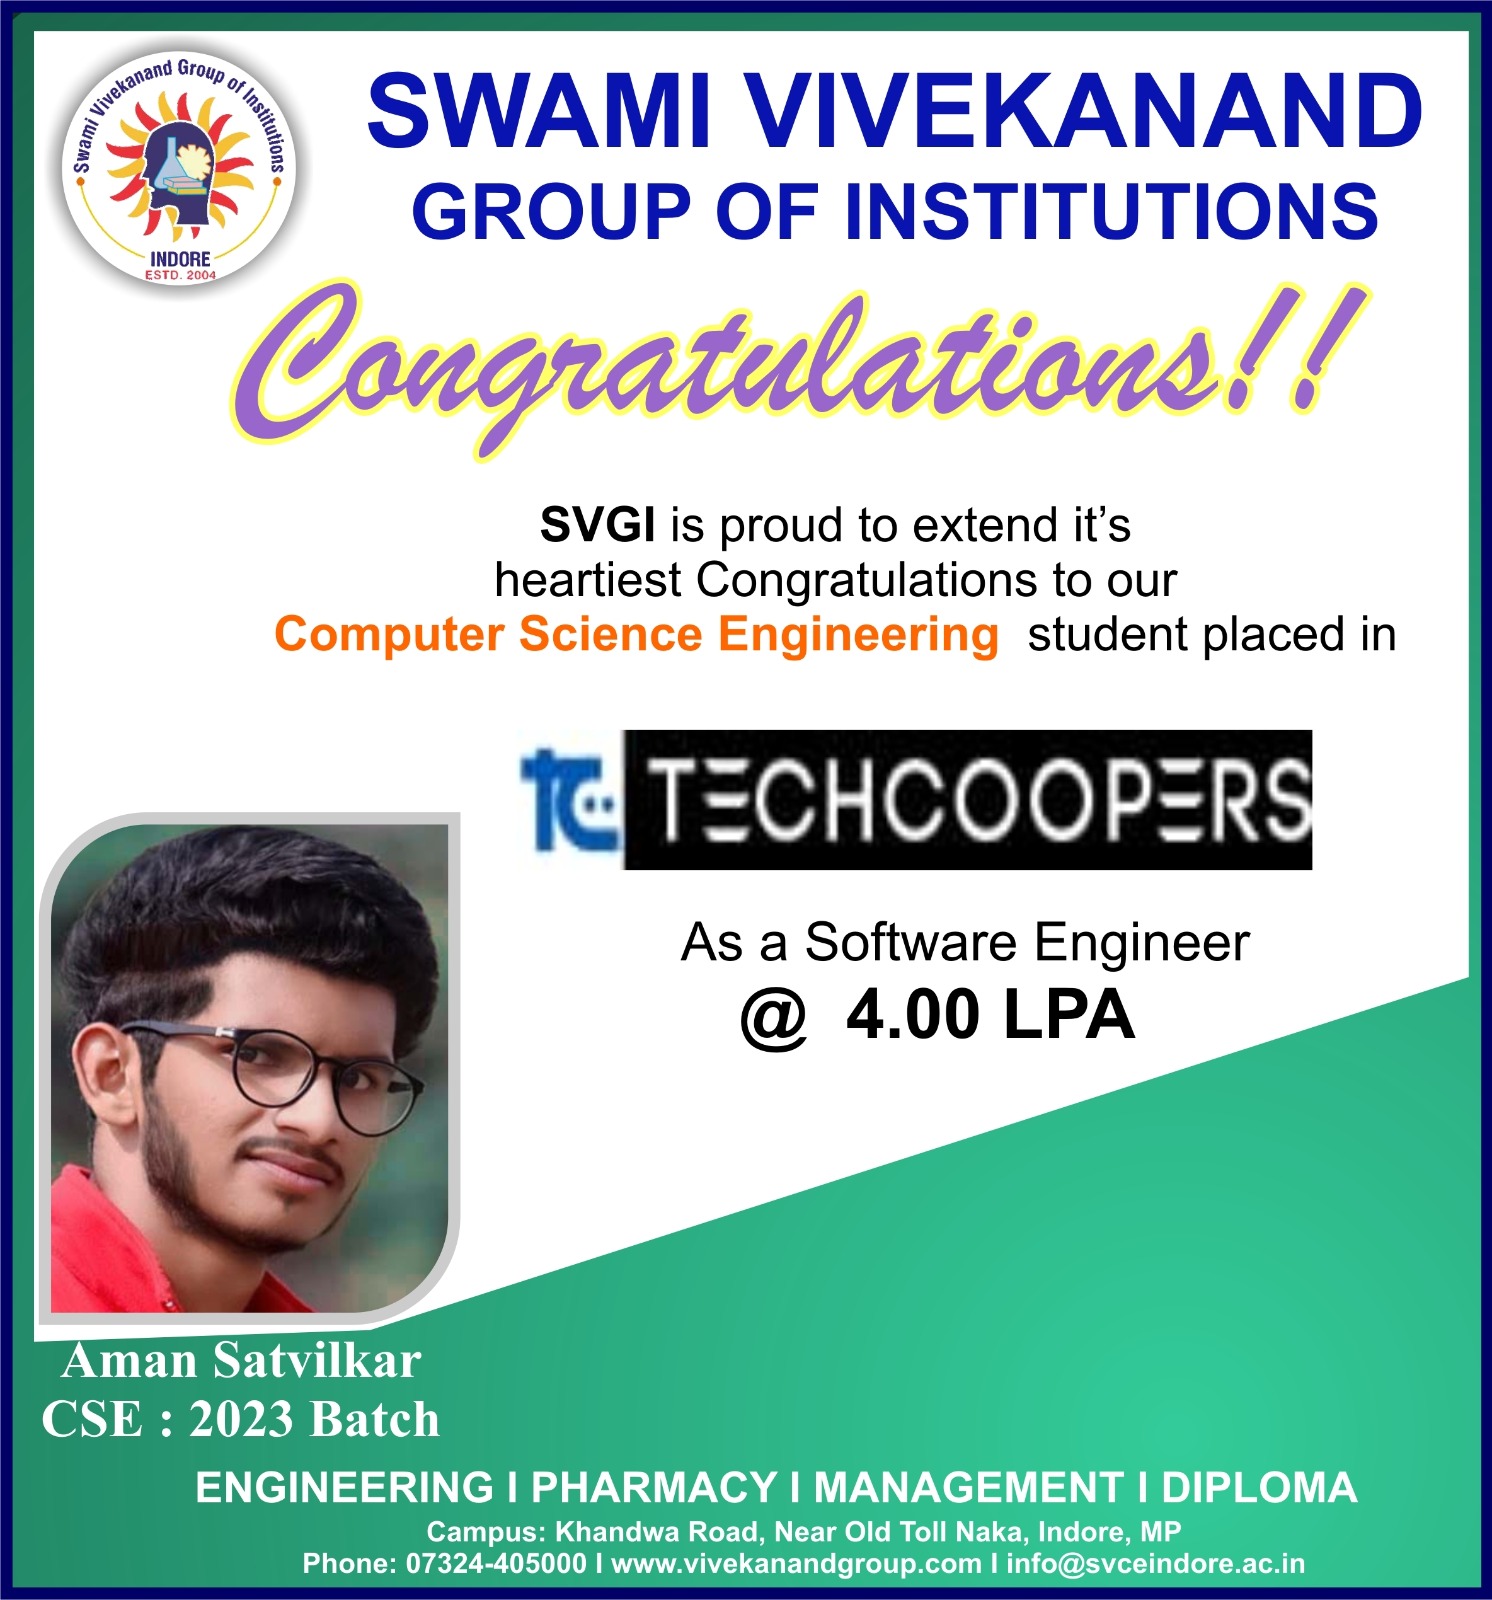 Swami Vivekanand Group of Institutions
INDORE
ESTD. 2004
SWAMI VIVEKANAND
GROUP OF INSTITUTIONS
Congratulations!!
SVGI is proud to extend it's
heartiest Congratulations to our
Computer Science Engineering student placed in
TC TECHCOOPERS
As a Software Engineer
@ 4.00 LPA
Aman Satvilkar
CSE : 2023 Batch
ENGINEERING I PHARMACY I MANAGEMENT I DIPLOMA
Campus: Khandwa Road, Near Old Toll Naka, Indore, MP
Phone: 07324-405000 I www.vivekanandgroup.com I info@svceindore.ac.in